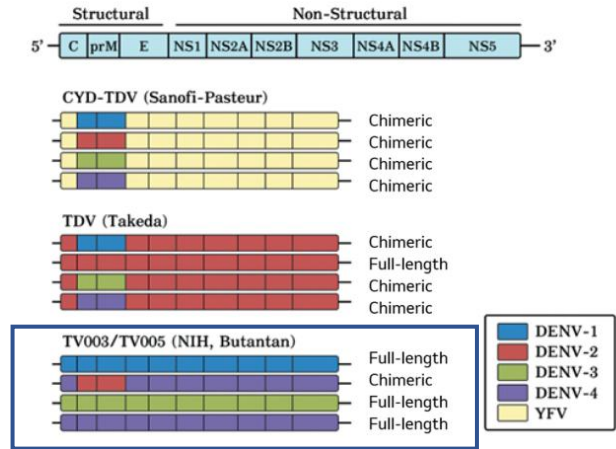 Structural Non-Structural
5' C prM E NS1 NS2A NS2B NS3 NS4A NS4B NS5 3'
CYD-TDV (Sanofi-Pasteur)
Chimeric
Chimeric
Chimeric
Chimeric
TDV (Takeda)
Chimeric
Full-length
Chimeric
Chimeric
TV003/TV005 (NIH, Butantan)
Full-length
Chimeric
Full-length
Full-length
DENV-1
DENV-2
DENV-3
DENV-4
YFV